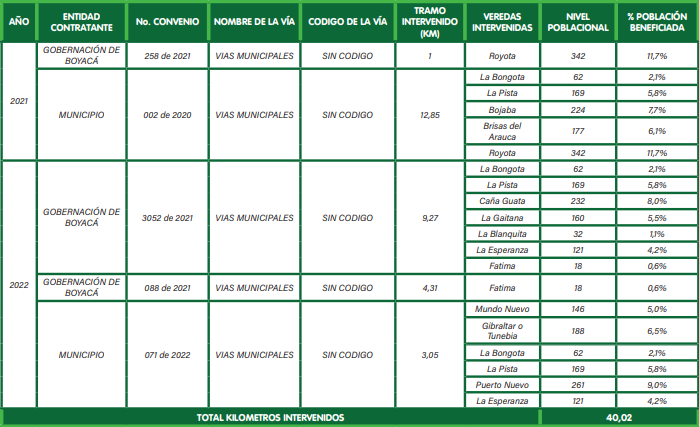 AÑO | ENTIDAD CONTRATANTE | No. CONVENIO | NOMBRE DE LA VÍA | CODIGO DE LA VÍA | TRAMO INTERVENIDO (KM) | VEREDAS INTERVENIDAS | NIVEL POBLACIONAL | % POBLACIÓN BENEFICIADA
2021 | GOBERNACIÓN DE BOYACÁ | 258 de 2021 | VIAS MUNICIPALES | SIN CODIGO | 1 | Royota | 342 | 11,7%
MUNICIPIO | 002 de 2020 | VIAS MUNICIPALES | SIN CODIGO | 12,85 | La Bongota | 62 | 2,1%
La Pista | 169 | 5,8%
Bojaba | 224 | 7,7%
Brisas del Arauca | 177 | 6,1%
Royota | 342 | 11,7%
2022 | GOBERNACIÓN DE BOYACÁ | 3052 de 2021 | VIAS MUNICIPALES | SIN CODIGO | 9,27 | La Bongota | 62 | 2,1%
La Pista | 169 | 5,8%
Caña Guata | 232 | 8,0%
La Gaitana | 160 | 5,5%
La Blanquita | 32 | 1,1%
La Esperanza | 121 | 4,2%
Fatima | 18 | 0,6%
GOBERNACIÓN DE BOYACÁ | 088 de 2021 | VIAS MUNICIPALES | SIN CODIGO | 4,31 | Fatima | 18 | 0,6%
MUNICIPIO | 071 de 2022 | VIAS MUNICIPALES | SIN CODIGO | 3,05 | Mundo Nuevo | 146 | 5,0%
Gibraltar o Tunebia | 188 | 6,5%
La Bongota | 62 | 2,1%
La Pista | 169 | 5,8%
Puerto Nuevo | 261 | 9,0%
La Esperanza | 121 | 4,2%
TOTAL KILOMETROS INTERVENIDOS | 40,02